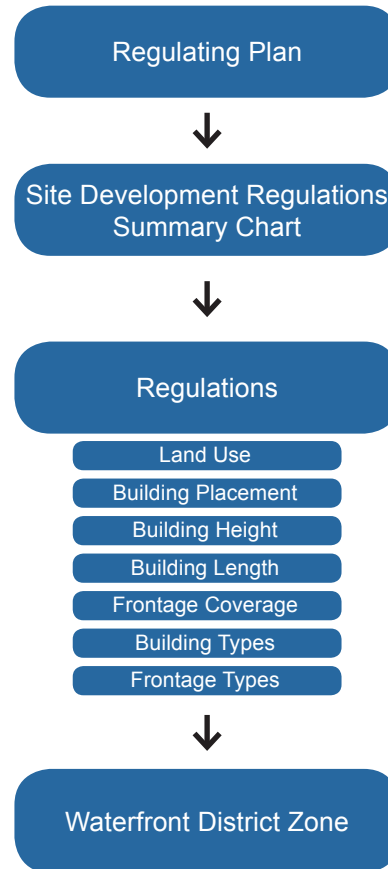 Regulating Plan
Site Development Regulations
Summary Chart
Regulations
Land Use
Building Placement
Building Height
Building Length
Frontage Coverage
Building Types
Frontage Types
Waterfront District Zone